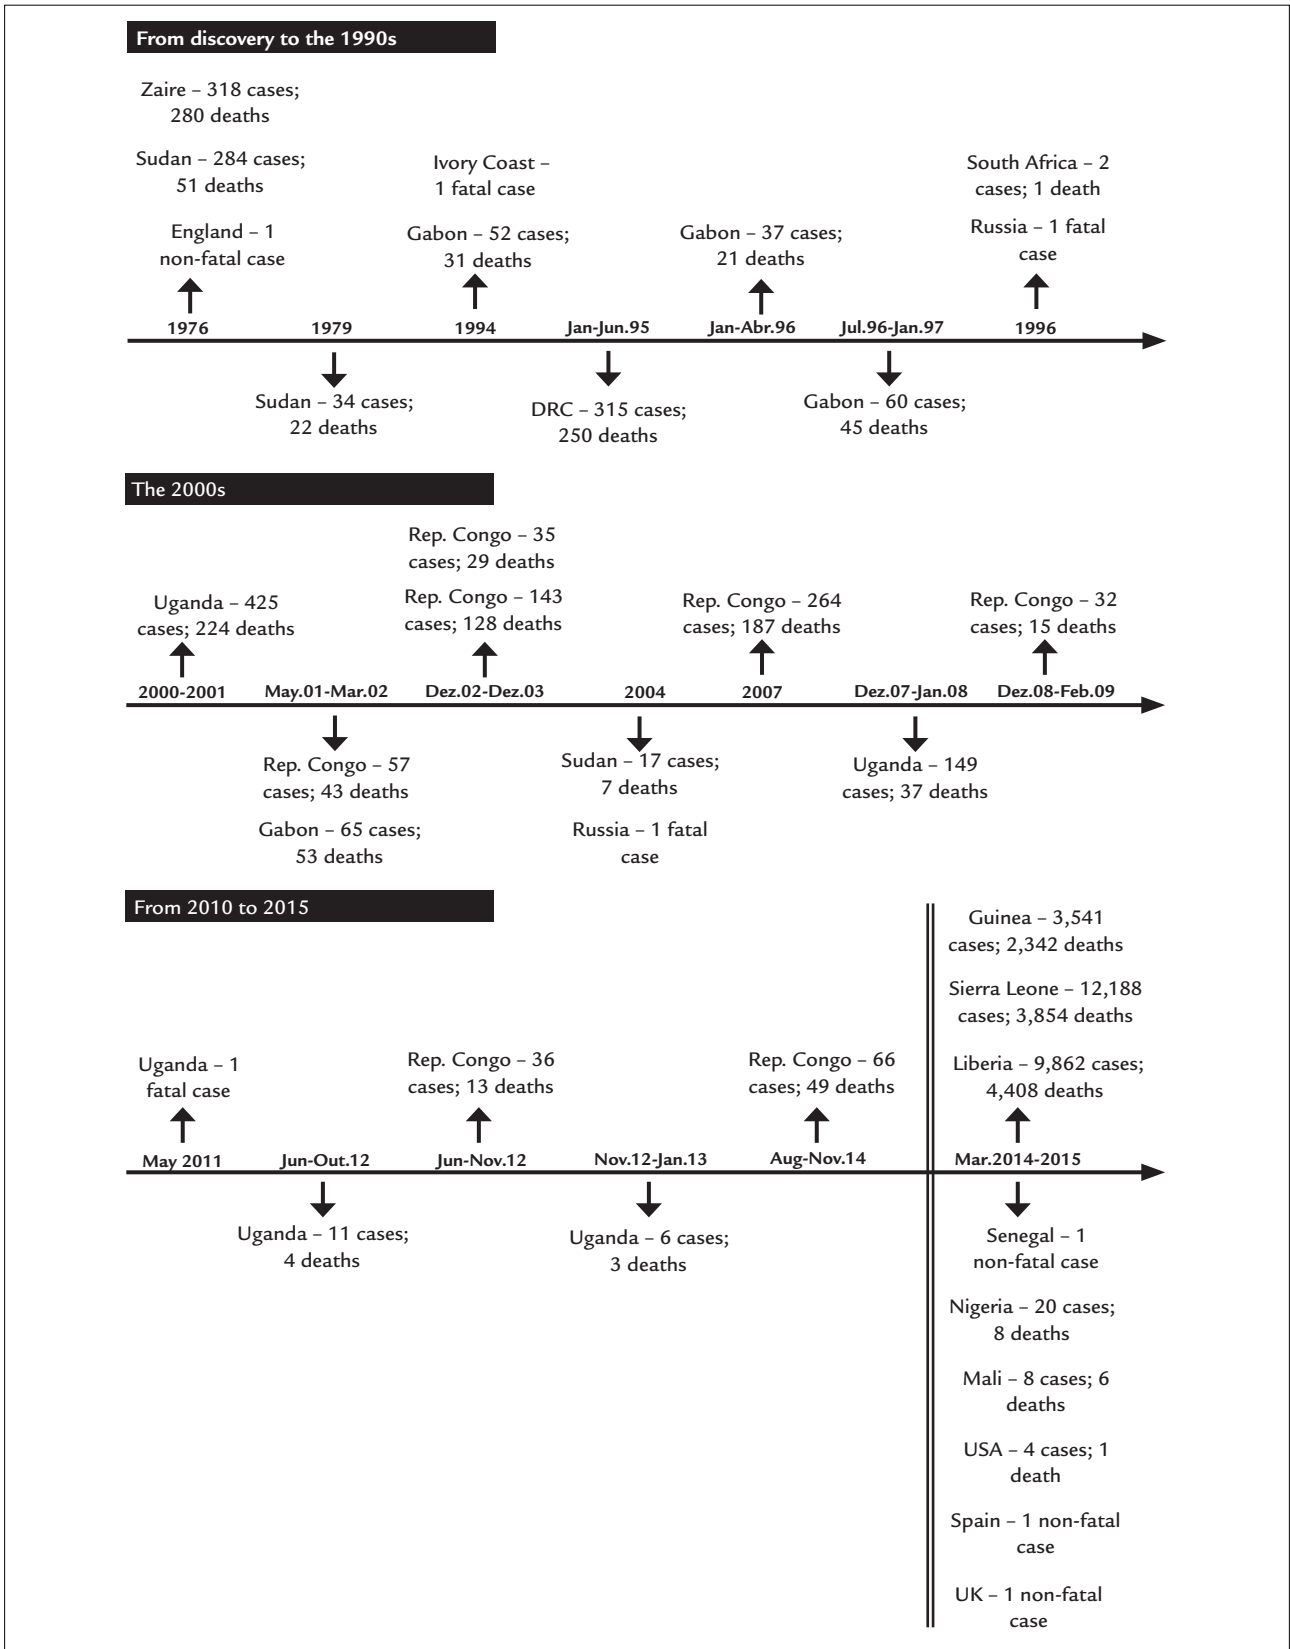 From discovery to the 1990s
Zaire – 318 cases;
280 deaths
Sudan – 284 cases;
51 deaths
England – 1
non-fatal case
Ivory Coast –
1 fatal case
Gabon – 52 cases;
31 deaths
Gabon – 37 cases;
21 deaths
South Africa – 2
cases; 1 death
Russia – 1 fatal
case
1976 1979 1994 Jan-Jun.95 Jan-Abr.96 Jul.96-Jan.97 1996
Sudan – 34 cases;
22 deaths
DRC – 315 cases;
250 deaths
Gabon – 60 cases;
45 deaths
The 2000s
Uganda – 425
cases; 224 deaths
Rep. Congo – 35
cases; 29 deaths
Rep. Congo – 143
cases; 128 deaths
Rep. Congo – 264
cases; 187 deaths
Rep. Congo – 32
cases; 15 deaths
2000-2001 May.01-Mar.02 Dez.02-Dez.03 2004 2007 Dez.07-Jan.08 Dez.08-Feb.09
Rep. Congo – 57
cases; 43 deaths
Gabon – 65 cases;
53 deaths
Sudan – 17 cases;
7 deaths
Russia – 1 fatal
case
Uganda – 149
cases; 37 deaths
From 2010 to 2015
Uganda – 1
fatal case
Rep. Congo – 36
cases; 13 deaths
Rep. Congo – 66
cases; 49 deaths
Guinea – 3,541
cases; 2,342 deaths
Sierra Leone – 12,188
cases; 3,854 deaths
Liberia – 9,862 cases;
4,408 deaths
May 2011 Jun-Out.12 Jun-Nov.12 Nov.12-Jan.13 Aug-Nov.14 Mar.2014-2015
Uganda – 11 cases;
4 deaths
Uganda – 6 cases;
3 deaths
Senegal – 1
non-fatal case
Nigeria – 20 cases;
8 deaths
Mali – 8 cases; 6
deaths
USA – 4 cases; 1
death
Spain – 1 non-fatal
case
UK – 1 non-fatal
case